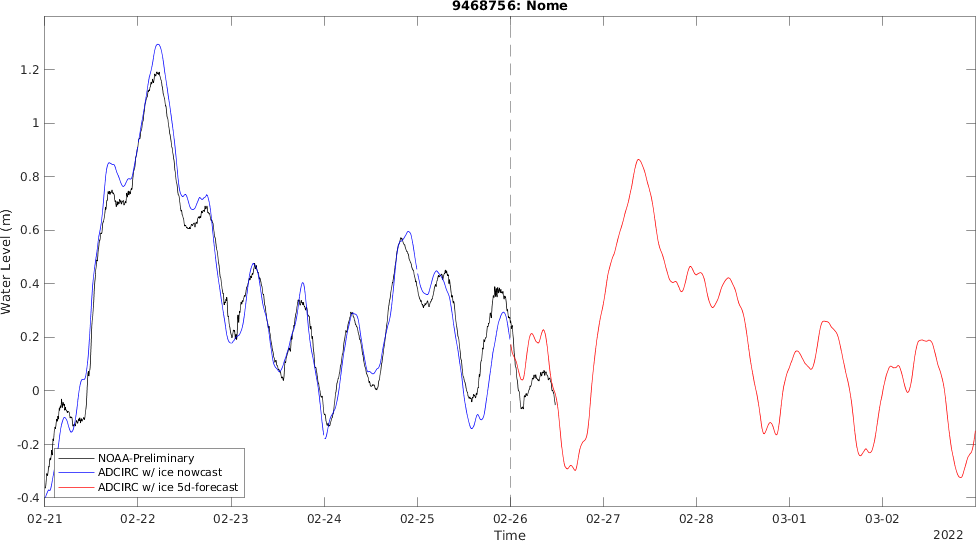 9468756: Nome
Water Level (m)
1.2
1
0.8
0.6
0.4
0.2
0
-0.2
-0.4
NOAA-Preliminary
ADCIRC w/ ice nowcast
ADCIRC w/ ice 5d-forecast
02-21 02-22 02-23 02-24 02-25 02-26 02-27 02-28 03-01 03-02
Time
2022